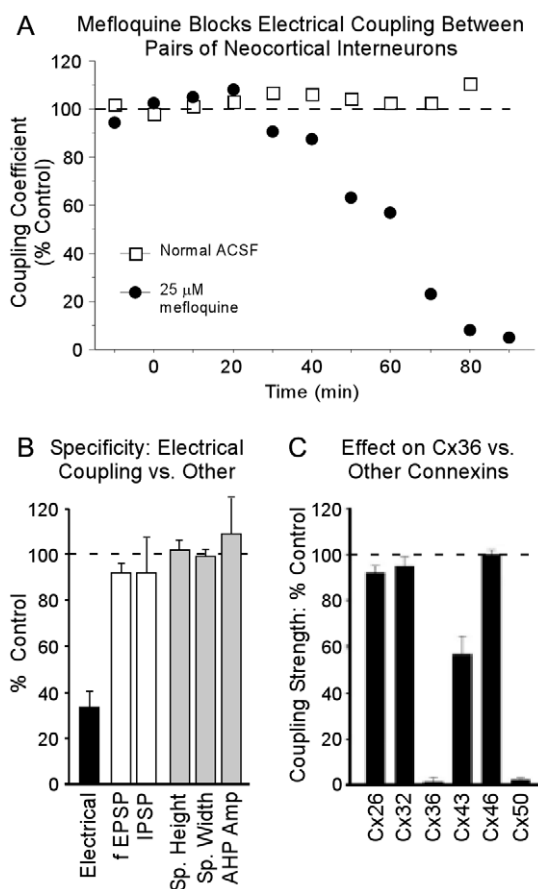 A
Mefloquine Blocks Electrical Coupling Between
Pairs of Neocortical Interneurons
Coupling Coefficient
(% Control)
120
100
80
60
40
20
0
Normal ACSF
25 μM
mefloquine
0
20
40
60
80
Time (min)
B
Specificity: Electrical
Coupling vs. Other
% Control
120
100
80
60
40
20
0
Electrical
f EPSP
IPSP
Sp. Height
Sp. Width
AHP Amp
C
Effect on Cx36 vs.
Other Connexins
Coupling Strength: % Control
120
100
80
60
40
20
0
Cx26
Cx32
Cx36
Cx43
Cx46
Cx50